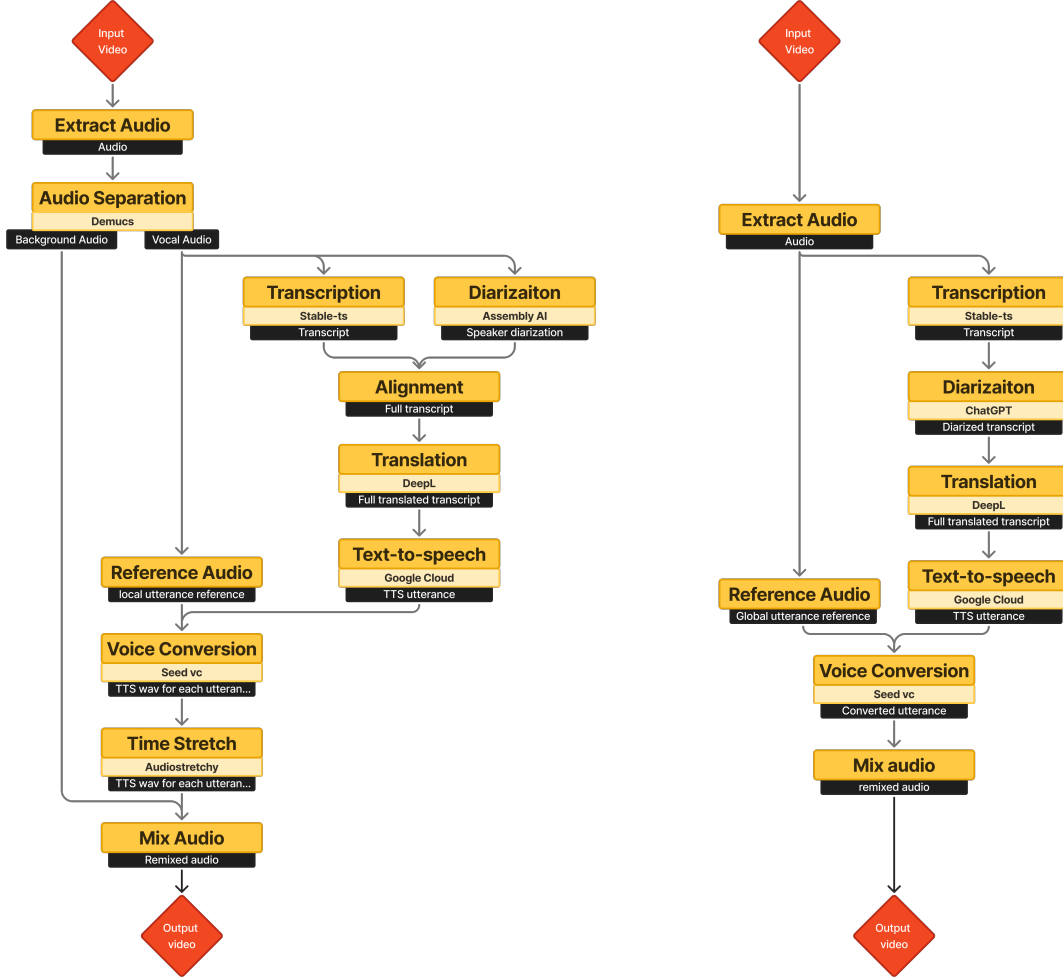 Input
Video
Extract Audio
Audio
Audio Separation
Demucs
Background Audio
Vocal Audio
Transcription
Stable-ts
Transcript
Diarizaiton
Assembly AI
Speaker diarization
Alignment
Full transcript
Translation
DeepL
Full translated transcript
Text-to-speech
Google Cloud
TTS utterance
Reference Audio
local utterance reference
Voice Conversion
Seed vc
TTS wav for each utteran...
Time Stretch
Audiostretchy
TTS wav for each utteran...
Mix Audio
Remixed audio
Output
video
Input
Video
Extract Audio
Audio
Transcription
Stable-ts
Transcript
Diarizaiton
ChatGPT
Diarized transcript
Translation
DeepL
Full translated transcript
Text-to-speech
Google Cloud
TTS utterance
Reference Audio
Global utterance reference
Voice Conversion
Seed vc
Converted utterance
Mix audio
remixed audio
Output
video